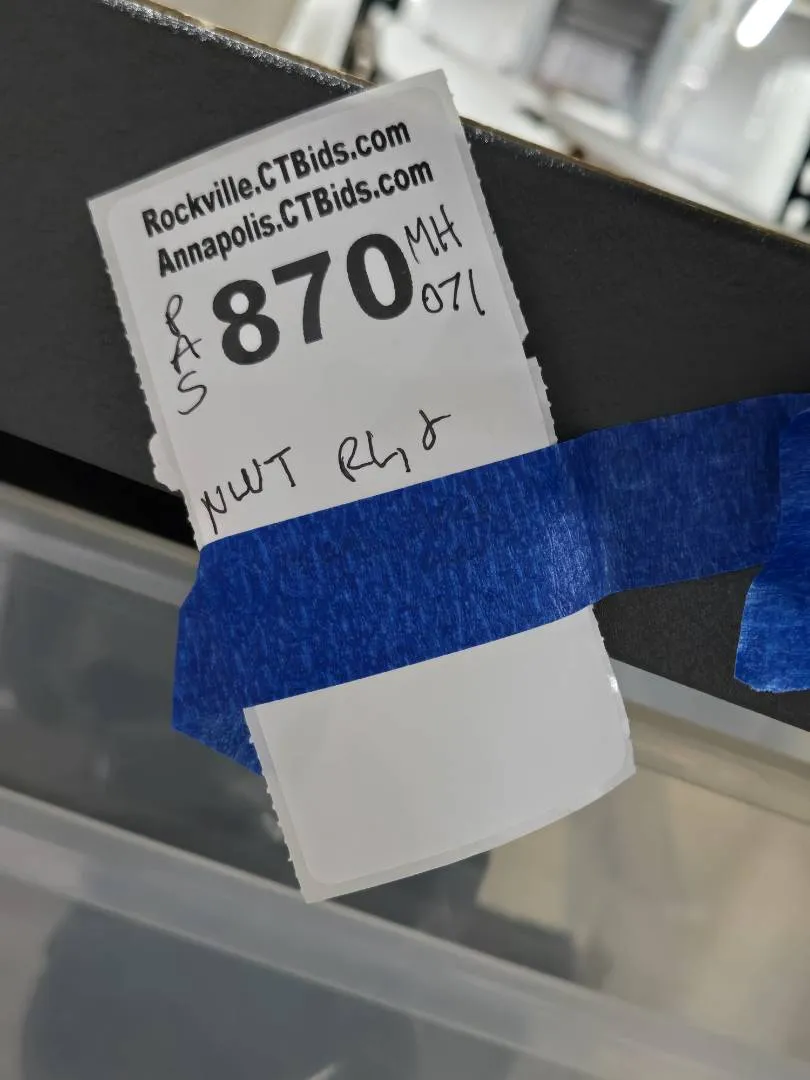 Rockville.CTBids.com
Annapolis.CTBids.com
PAS 870 MH 071
NWT